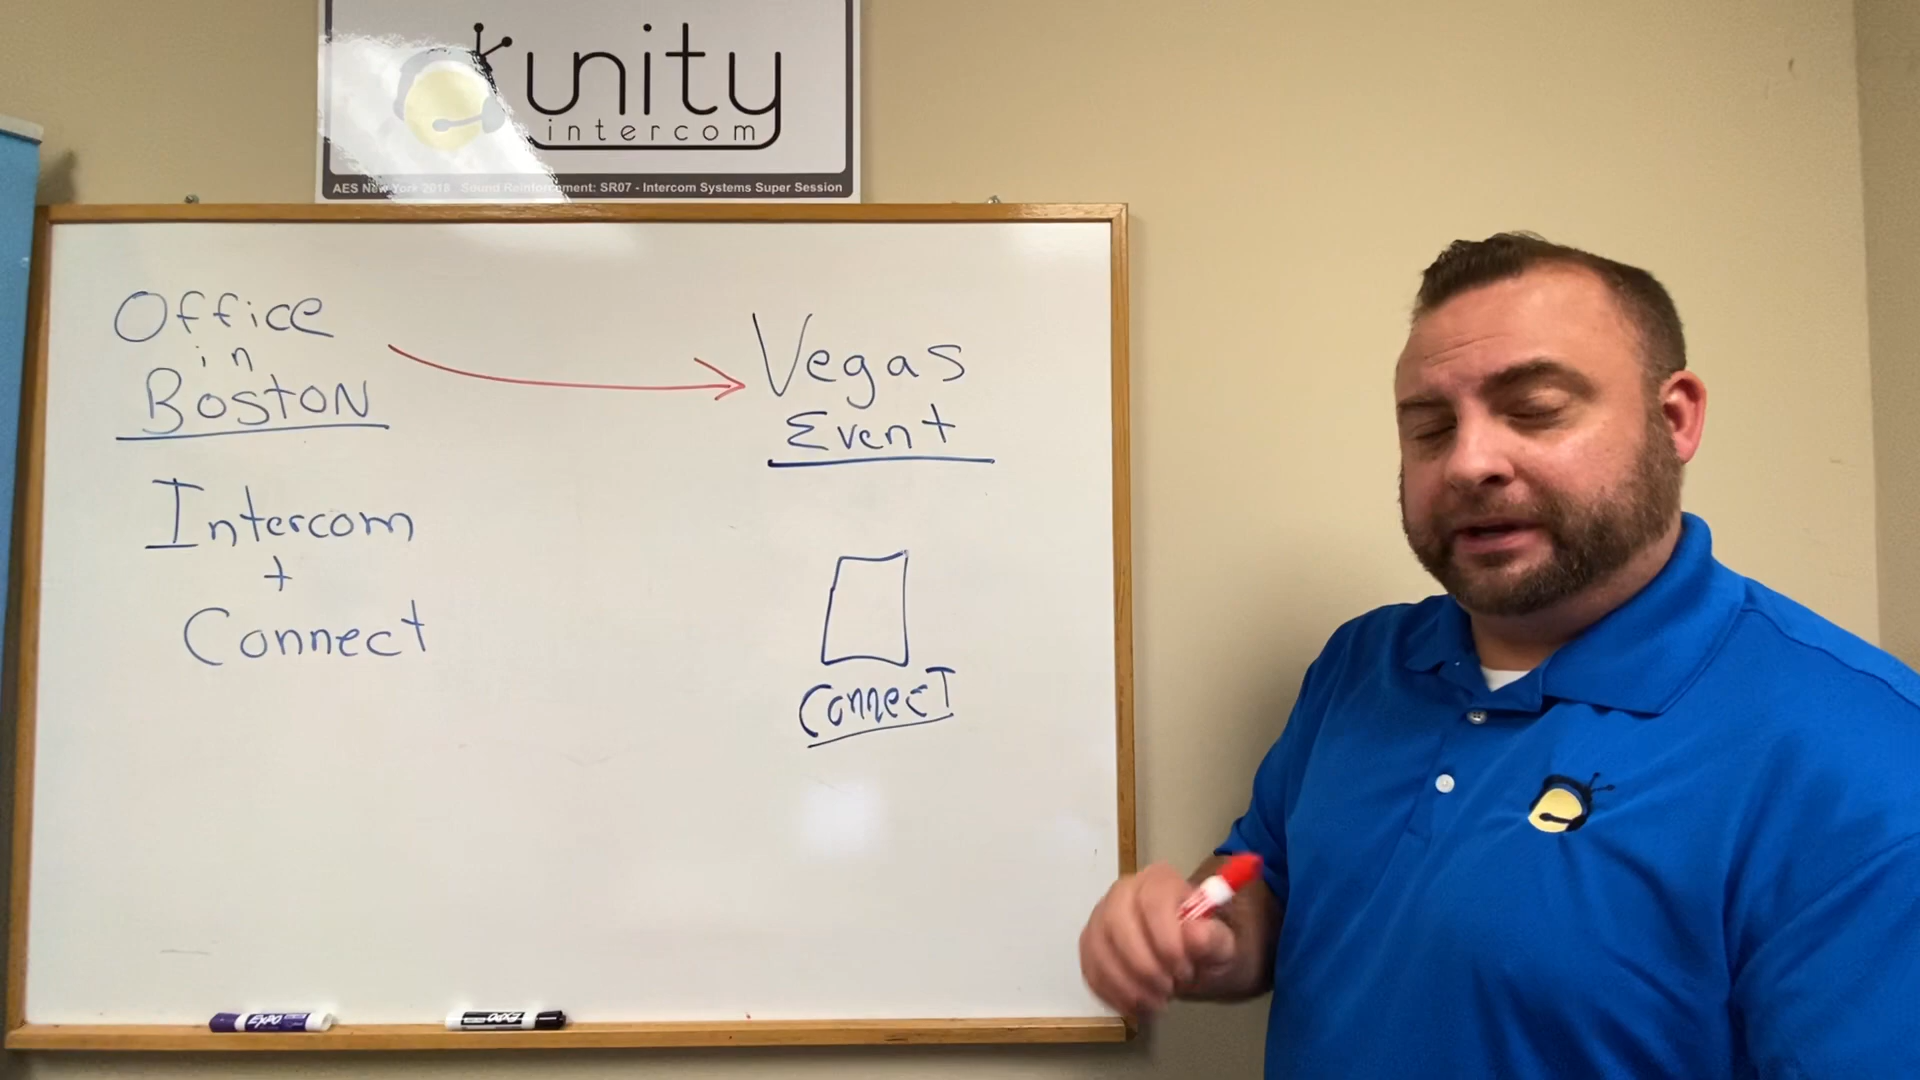 unity
intercom
AES New York 2018 Sound Reinforcement: SR07 - Intercom Systems Super Session
Office
in
BOSTON
Vegas
Event
Intercom
+
Connect
ConnecT
EXPO
EXPO